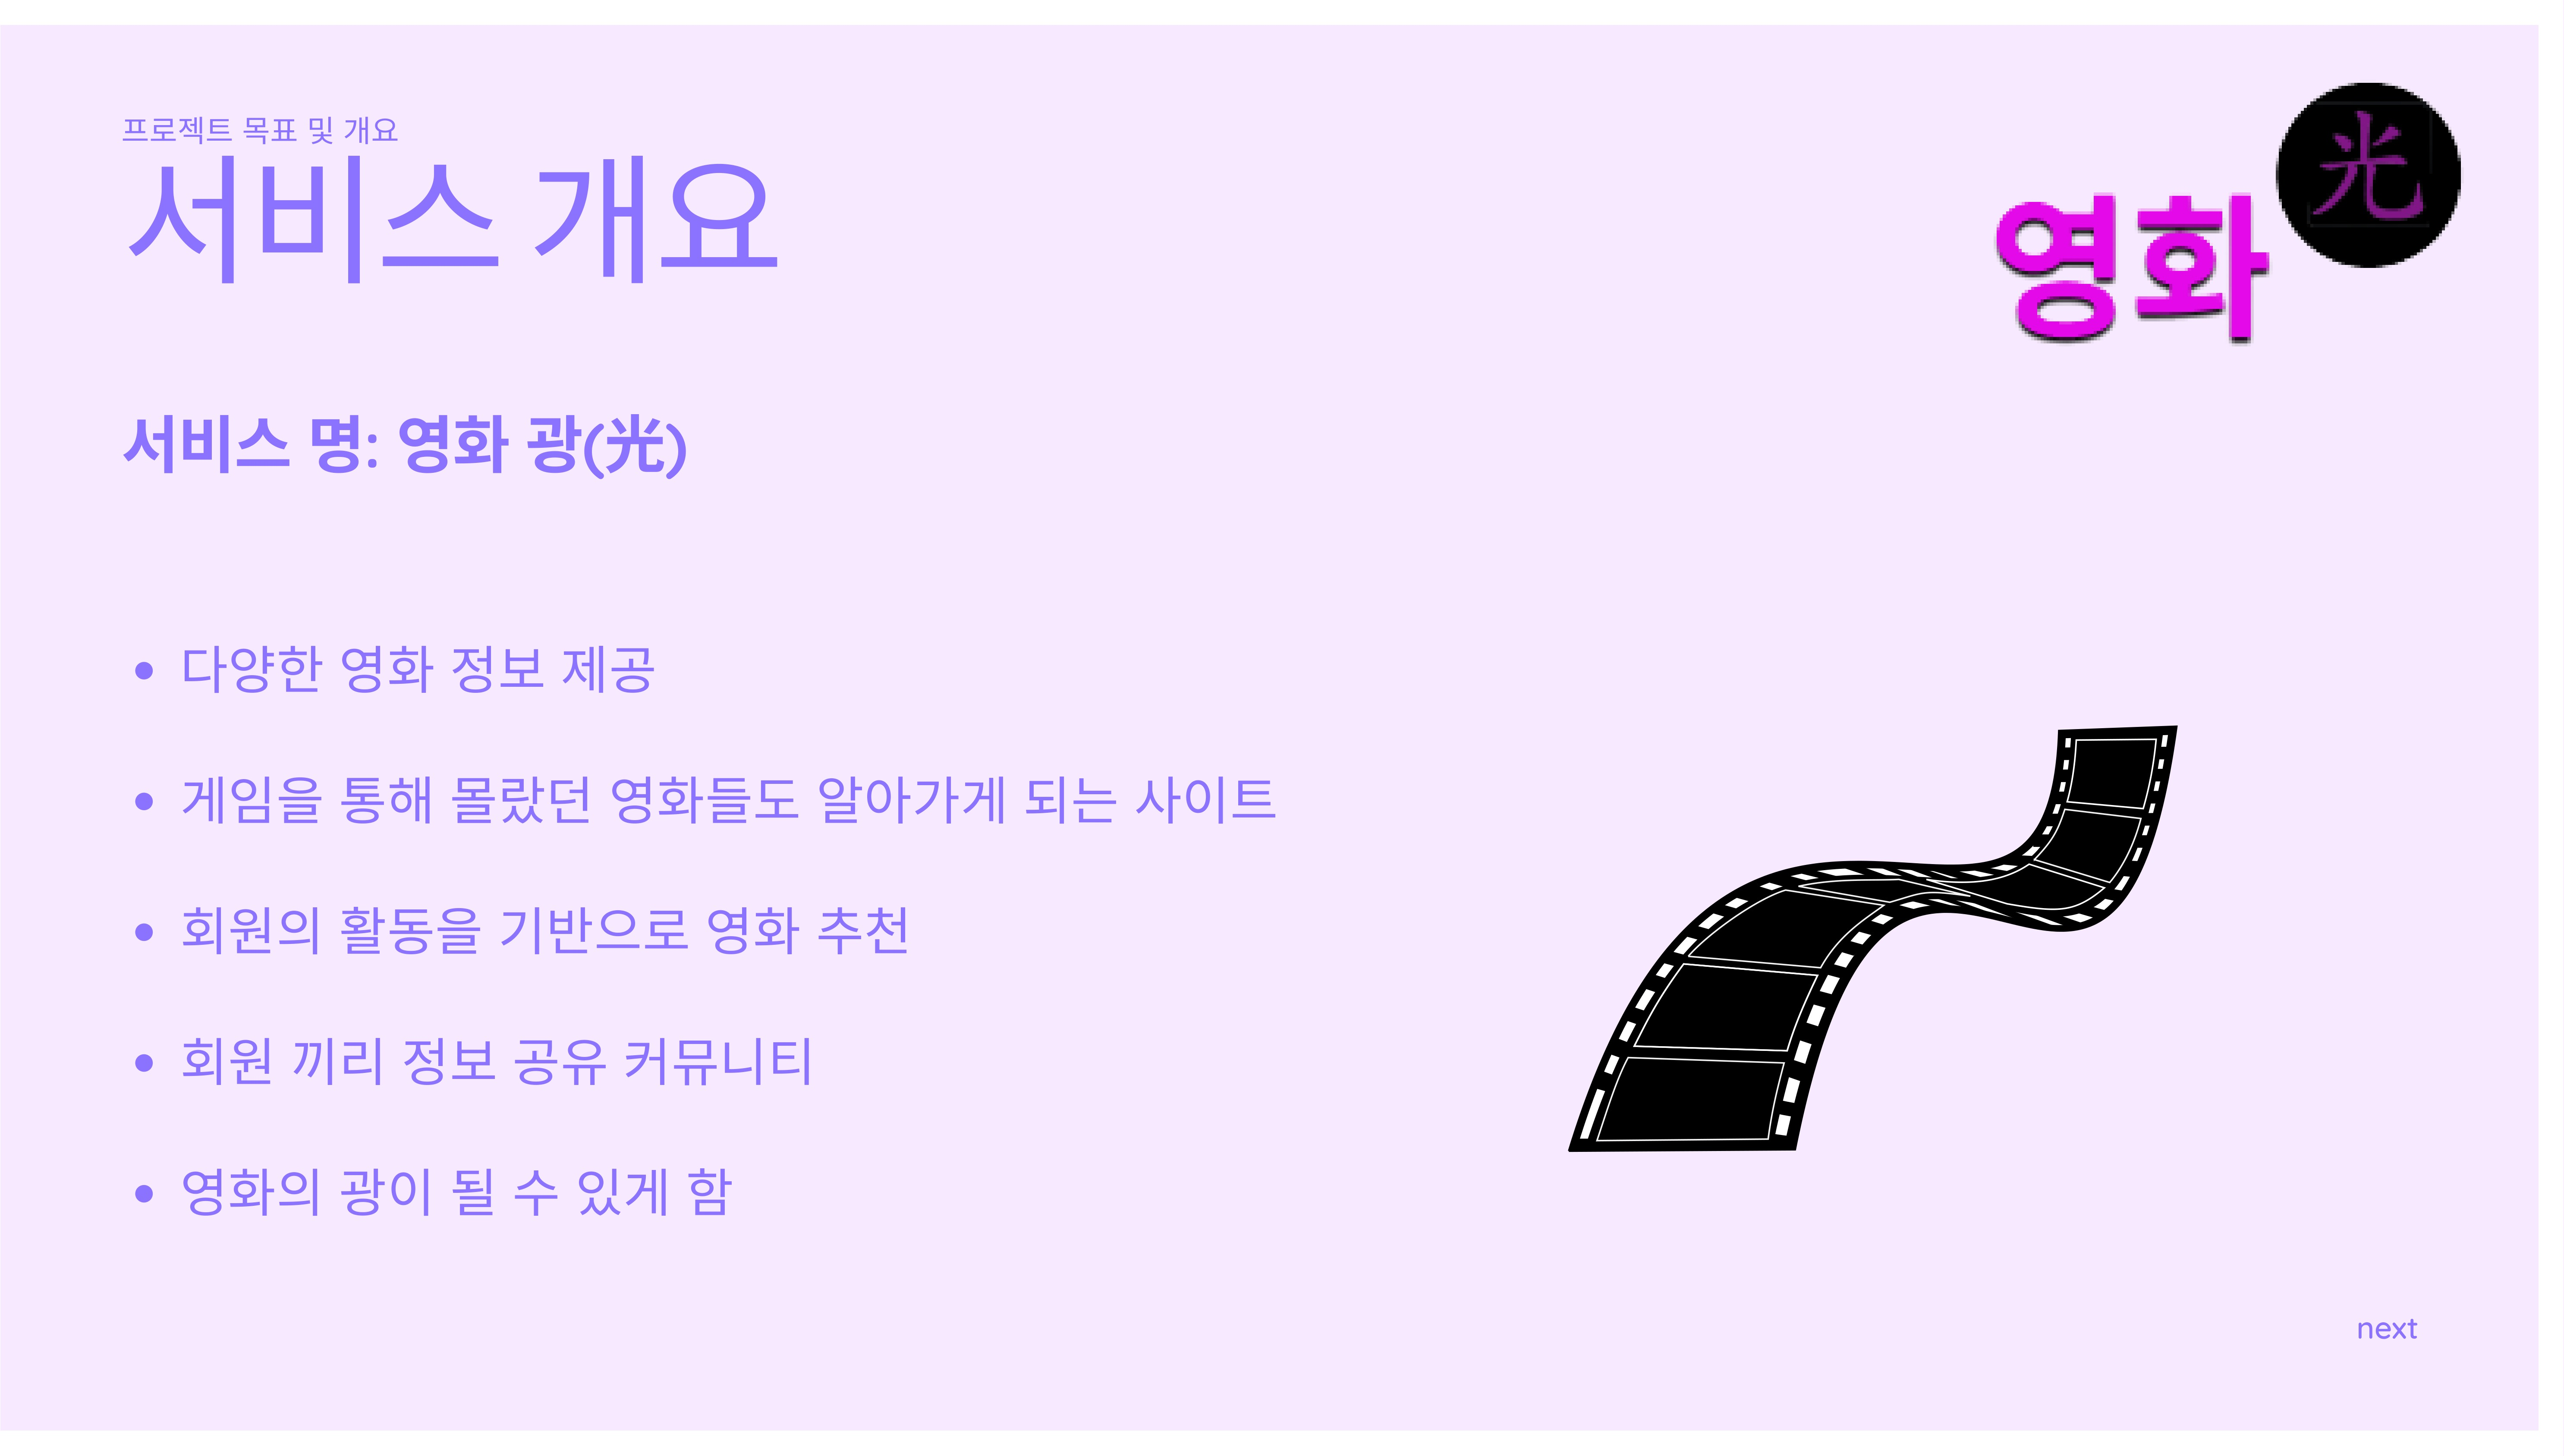 프로젝트 목표 및 개요
서비스 개요
영화 光
서비스 명: 영화 광(光)
• 다양한 영화 정보 제공
• 게임을 통해 몰랐던 영화들도 알아가게 되는 사이트
• 회원의 활동을 기반으로 영화 추천
• 회원 끼리 정보 공유 커뮤니티
• 영화의 광이 될 수 있게 함
next